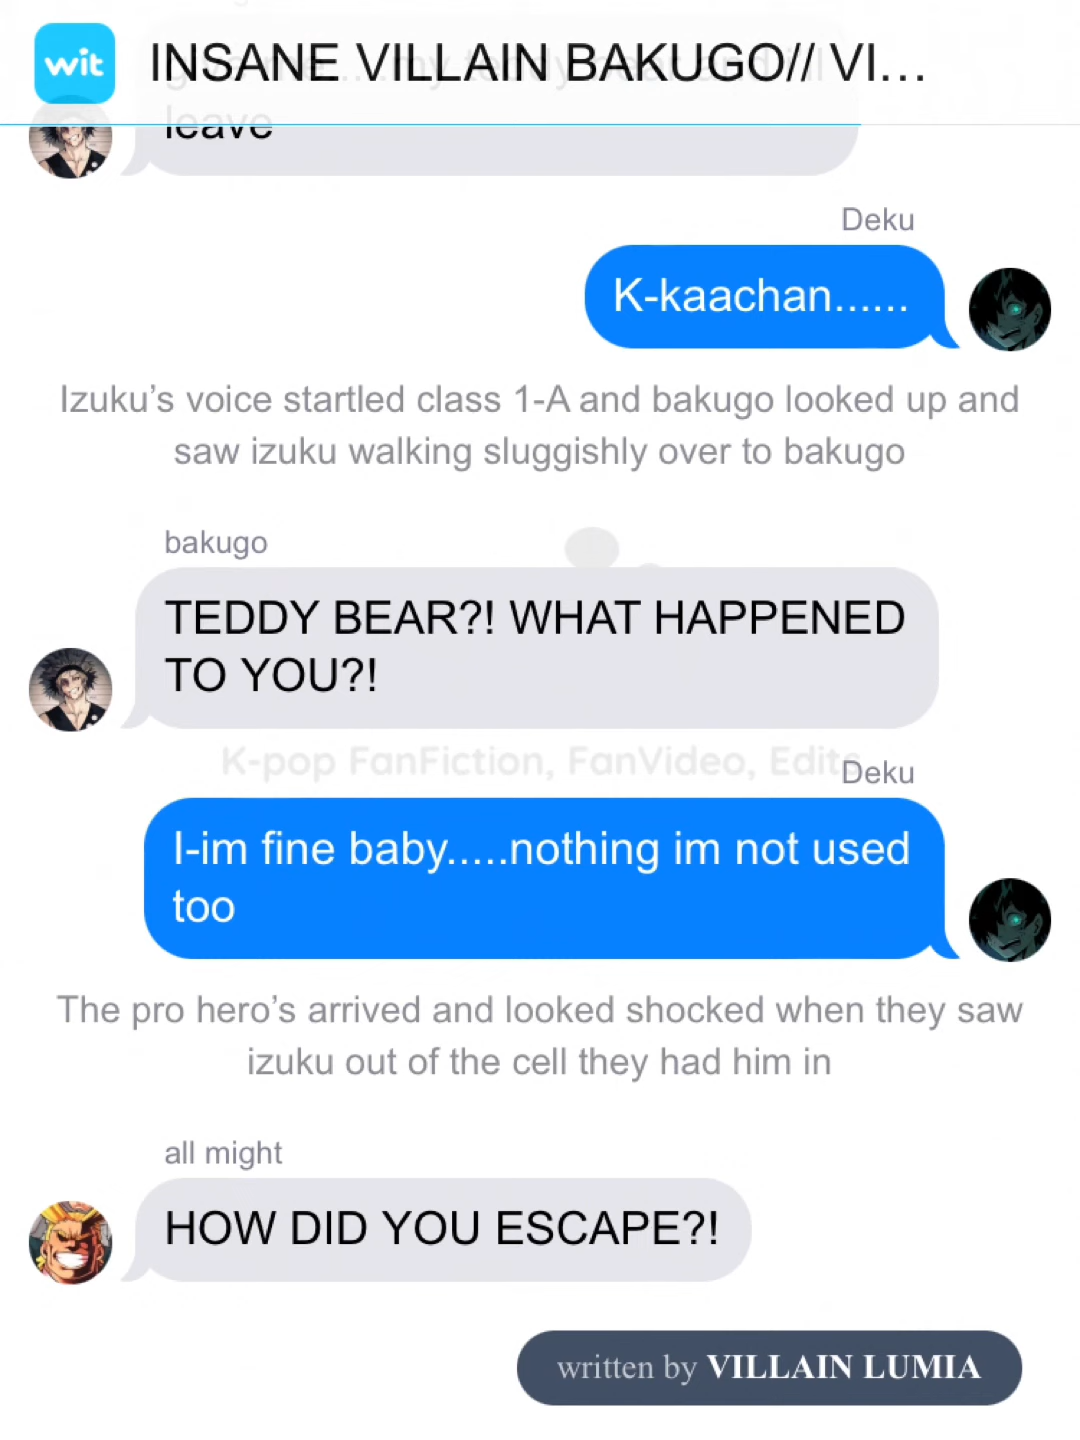 wit
INSANE VILLAIN BAKUGO// VI...
leave
Deku
K-kaachan......
Izuku's voice startled class 1-A and bakugo looked up and
saw izuku walking sluggishly over to bakugo
bakugo
TEDDY BEAR?! WHAT HAPPENED
TO YOU?!
K-pop FanFiction, FanVideo, Edits
Deku
I-im fine baby.....nothing im not used
too
The pro hero's arrived and looked shocked when they saw
izuku out of the cell they had him in
all might
HOW DID YOU ESCAPE?!
written by VILLAIN LUMIA